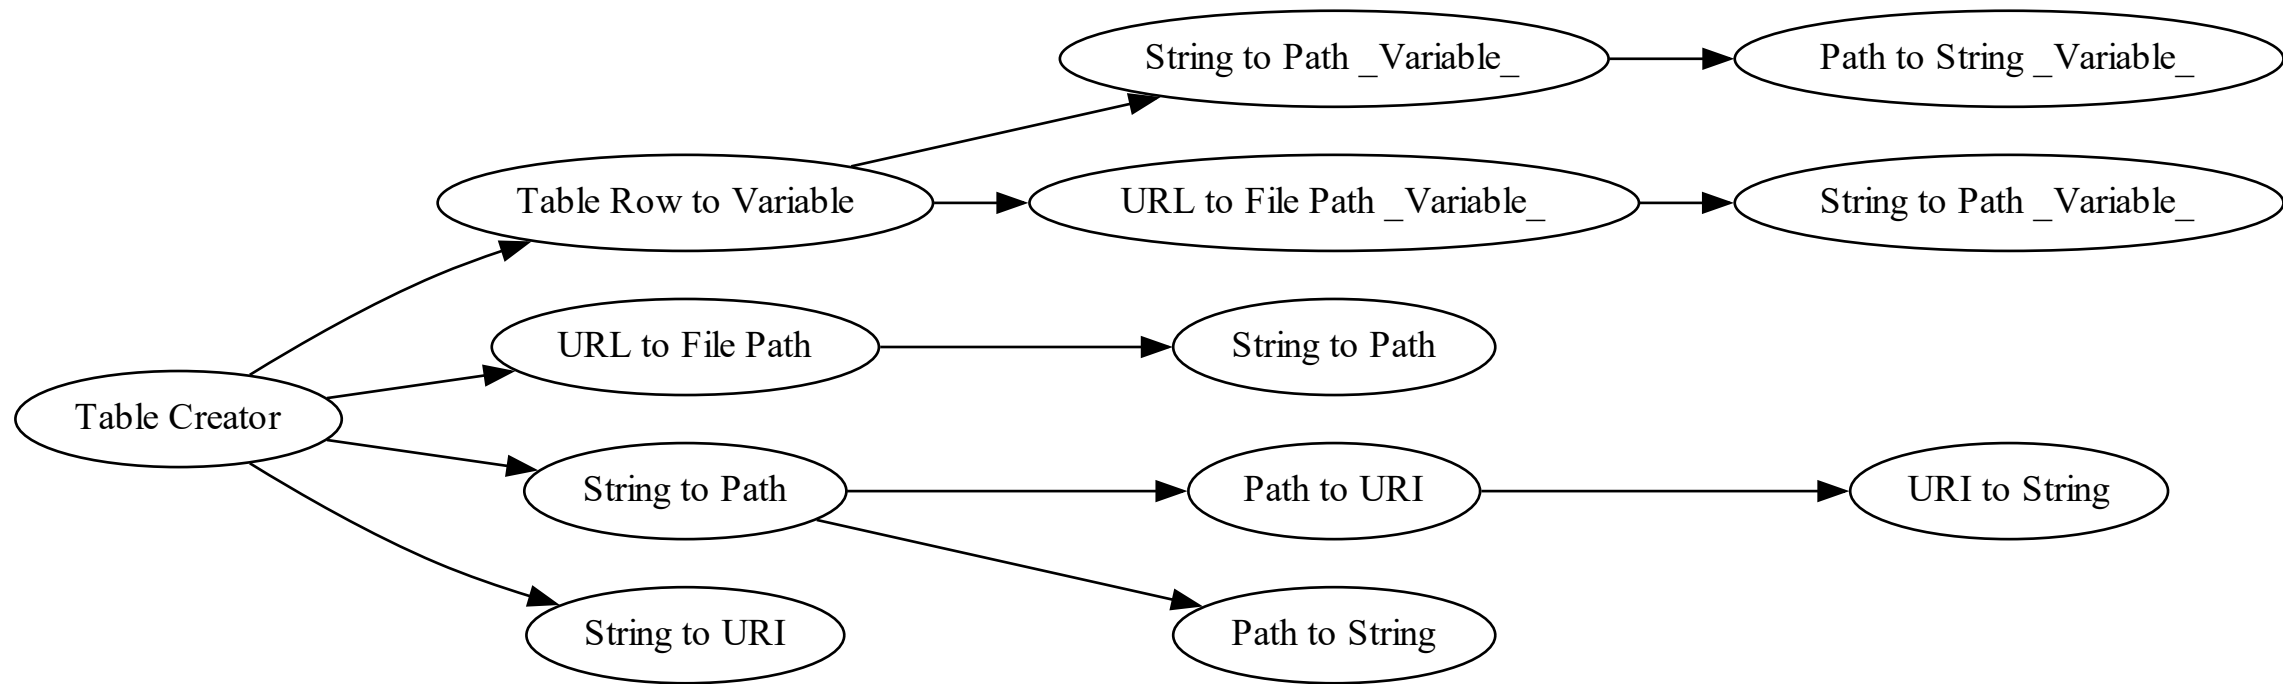 String to Path _Variable_
Path to String _Variable_
Table Row to Variable
URL to File Path _Variable_
String to Path _Variable_
URL to File Path
String to Path
Table Creator
String to Path
Path to URI
URI to String
String to URI
Path to String